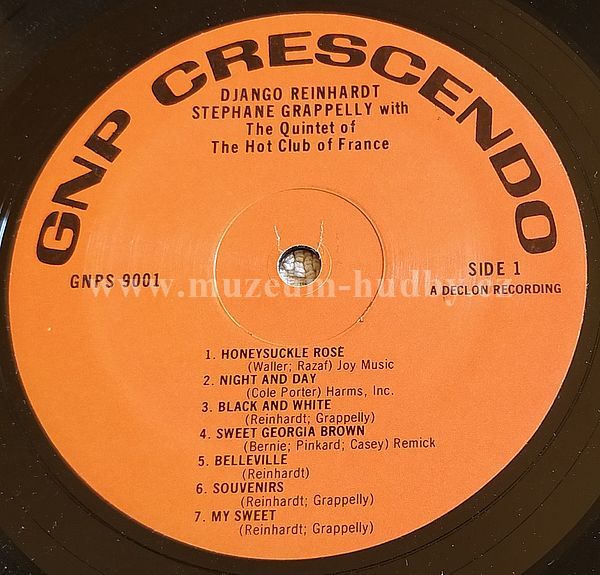 GNP CRESCENDO
DJANGO REINHARDT
STEPHANE GRAPPELLY with
The Quintet of
The Hot Club of France
GNPS 9001
SIDE 1
A DECLON RECORDING
www.muzeum-hudby.cz
1. HONEYSUCKLE ROSE
(Waller; Razaf) Joy Music
2. NIGHT AND DAY
(Cole Porter) Harms, Inc.
3. BLACK AND WHITE
(Reinhardt; Grappelly)
4. SWEET GEORGIA BROWN
(Bernie; Pinkard; Casey) Remick
5. BELLEVILLE
(Reinhardt)
6. SOUVENIRS
(Reinhardt; Grappelly)
7. MY SWEET
(Reinhardt; Grappelly)